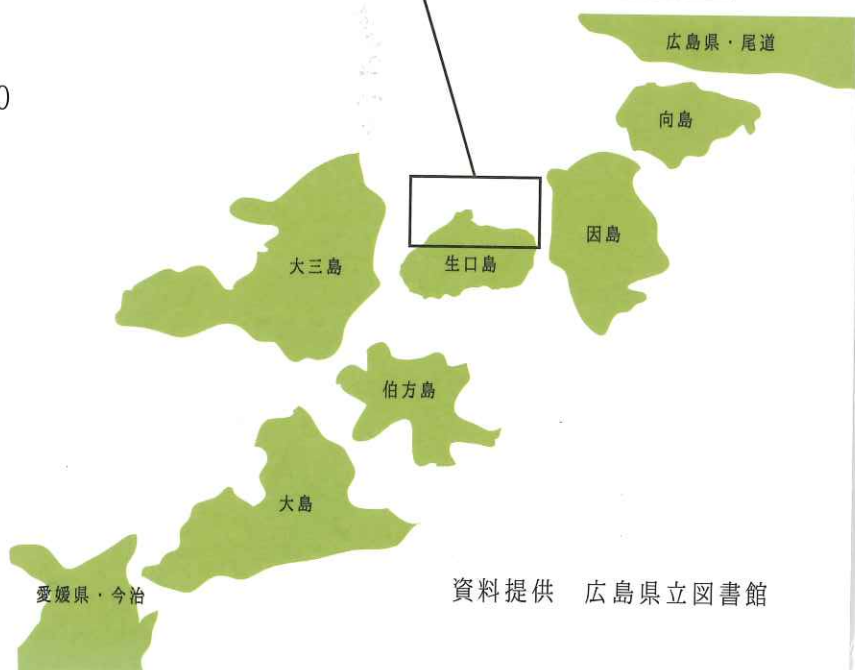 広島県・尾道
0
向島
因島
大三島
生口島
伯方島
大島
愛媛県・今治
資料提供　広島県立図書館